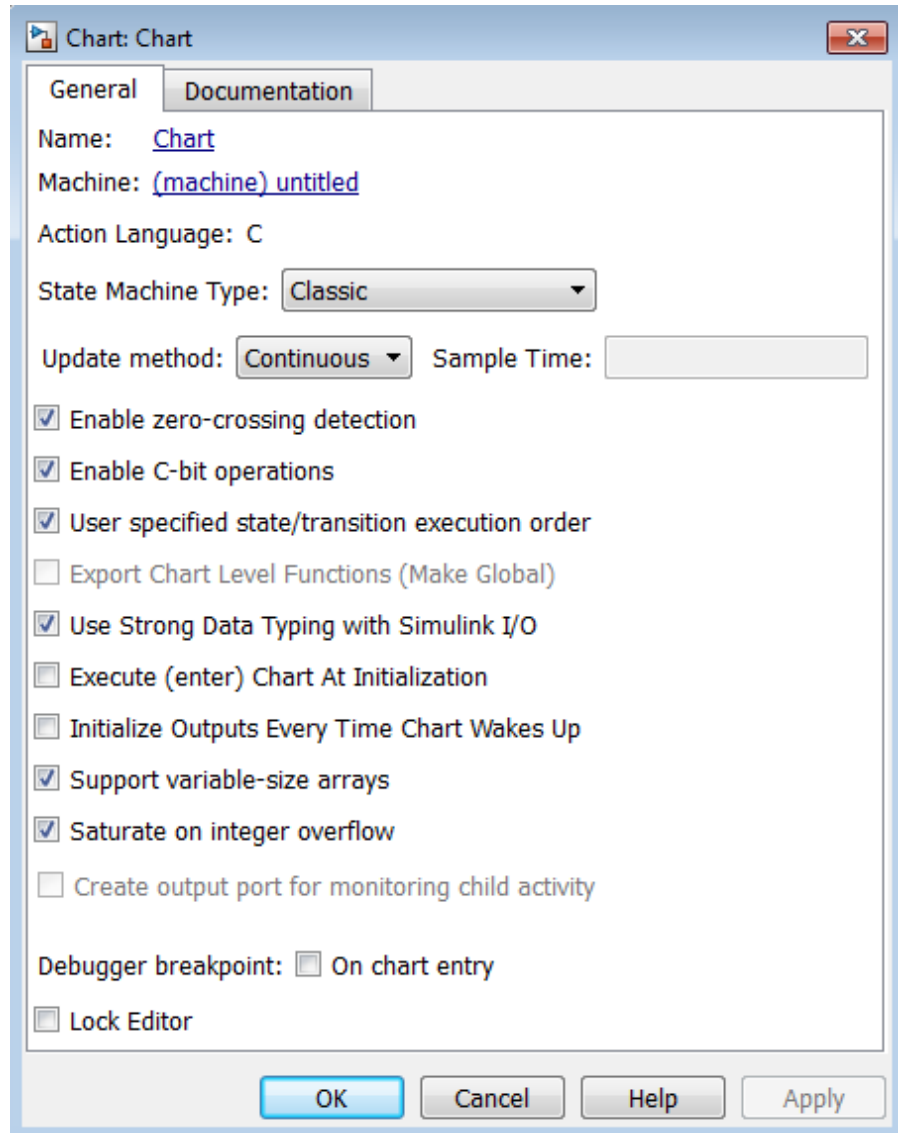 Chart: Chart
General Documentation
Name: Chart
Machine: (machine) untitled
Action Language: C
State Machine Type: Classic
Update method: Continuous Sample Time:
Enable zero-crossing detection
Enable C-bit operations
User specified state/transition execution order
Export Chart Level Functions (Make Global)
Use Strong Data Typing with Simulink I/O
Execute (enter) Chart At Initialization
Initialize Outputs Every Time Chart Wakes Up
Support variable-size arrays
Saturate on integer overflow
Create output port for monitoring child activity
Debugger breakpoint: On chart entry
Lock Editor
OK Cancel Help Apply